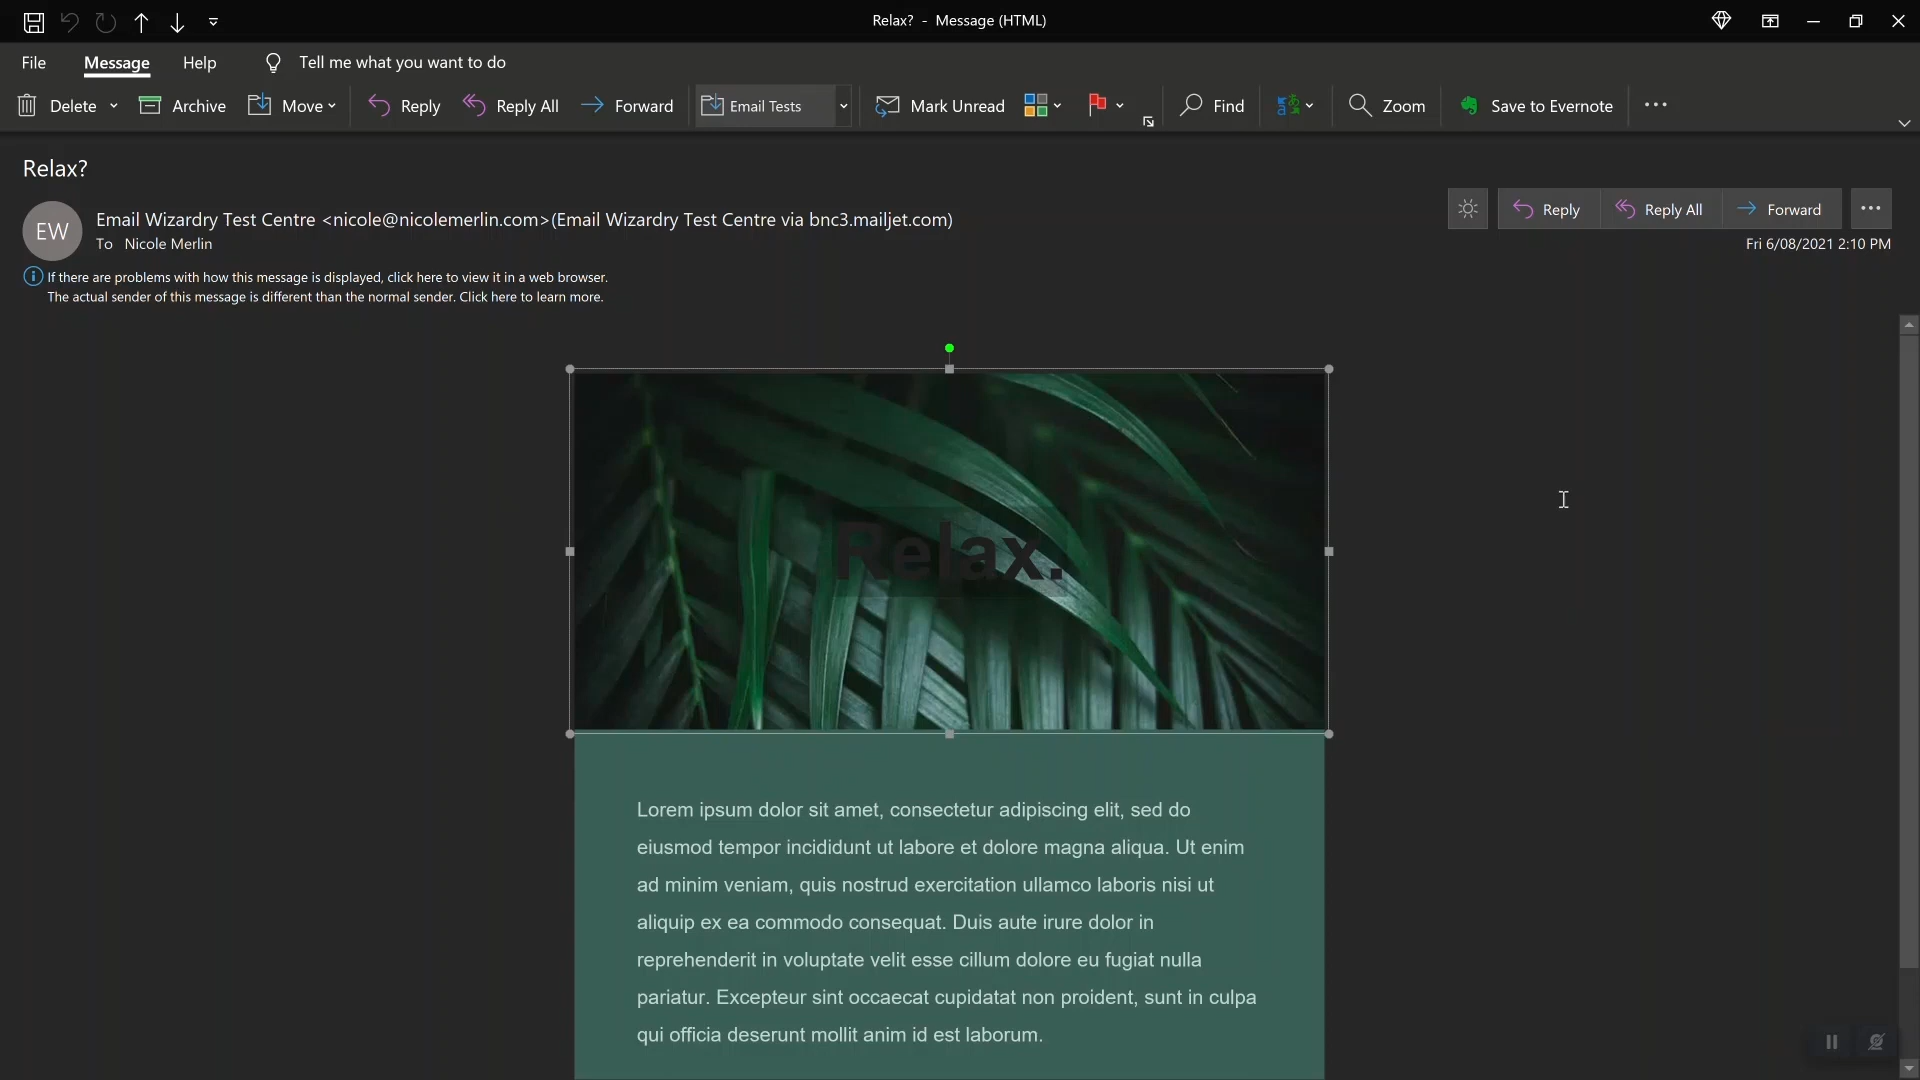 Relax? - Message (HTML)
File Message Help Tell me what you want to do
Delete Archive Move Reply Reply All Forward Email Tests Mark Unread Find Zoom Save to Evernote
Relax?
EW
Email Wizardry Test Centre <nicole@nicolemerlin.com>(Email Wizardry Test Centre via bnc3.mailjet.com)
Reply Reply All Forward
To Nicole Merlin
Fri 6/08/2021 2:10 PM
If there are problems with how this message is displayed, click here to view it in a web browser.
The actual sender of this message is different than the normal sender. Click here to learn more.
Relax.
Lorem ipsum dolor sit amet, consectetur adipiscing elit, sed do
eiusmod tempor incididunt ut labore et dolore magna aliqua. Ut enim
ad minim veniam, quis nostrud exercitation ullamco laboris nisi ut
aliquip ex ea commodo consequat. Duis aute irure dolor in
reprehenderit in voluptate velit esse cillum dolore eu fugiat nulla
pariatur. Excepteur sint occaecat cupidatat non proident, sunt in culpa
qui officia deserunt mollit anim id est laborum.